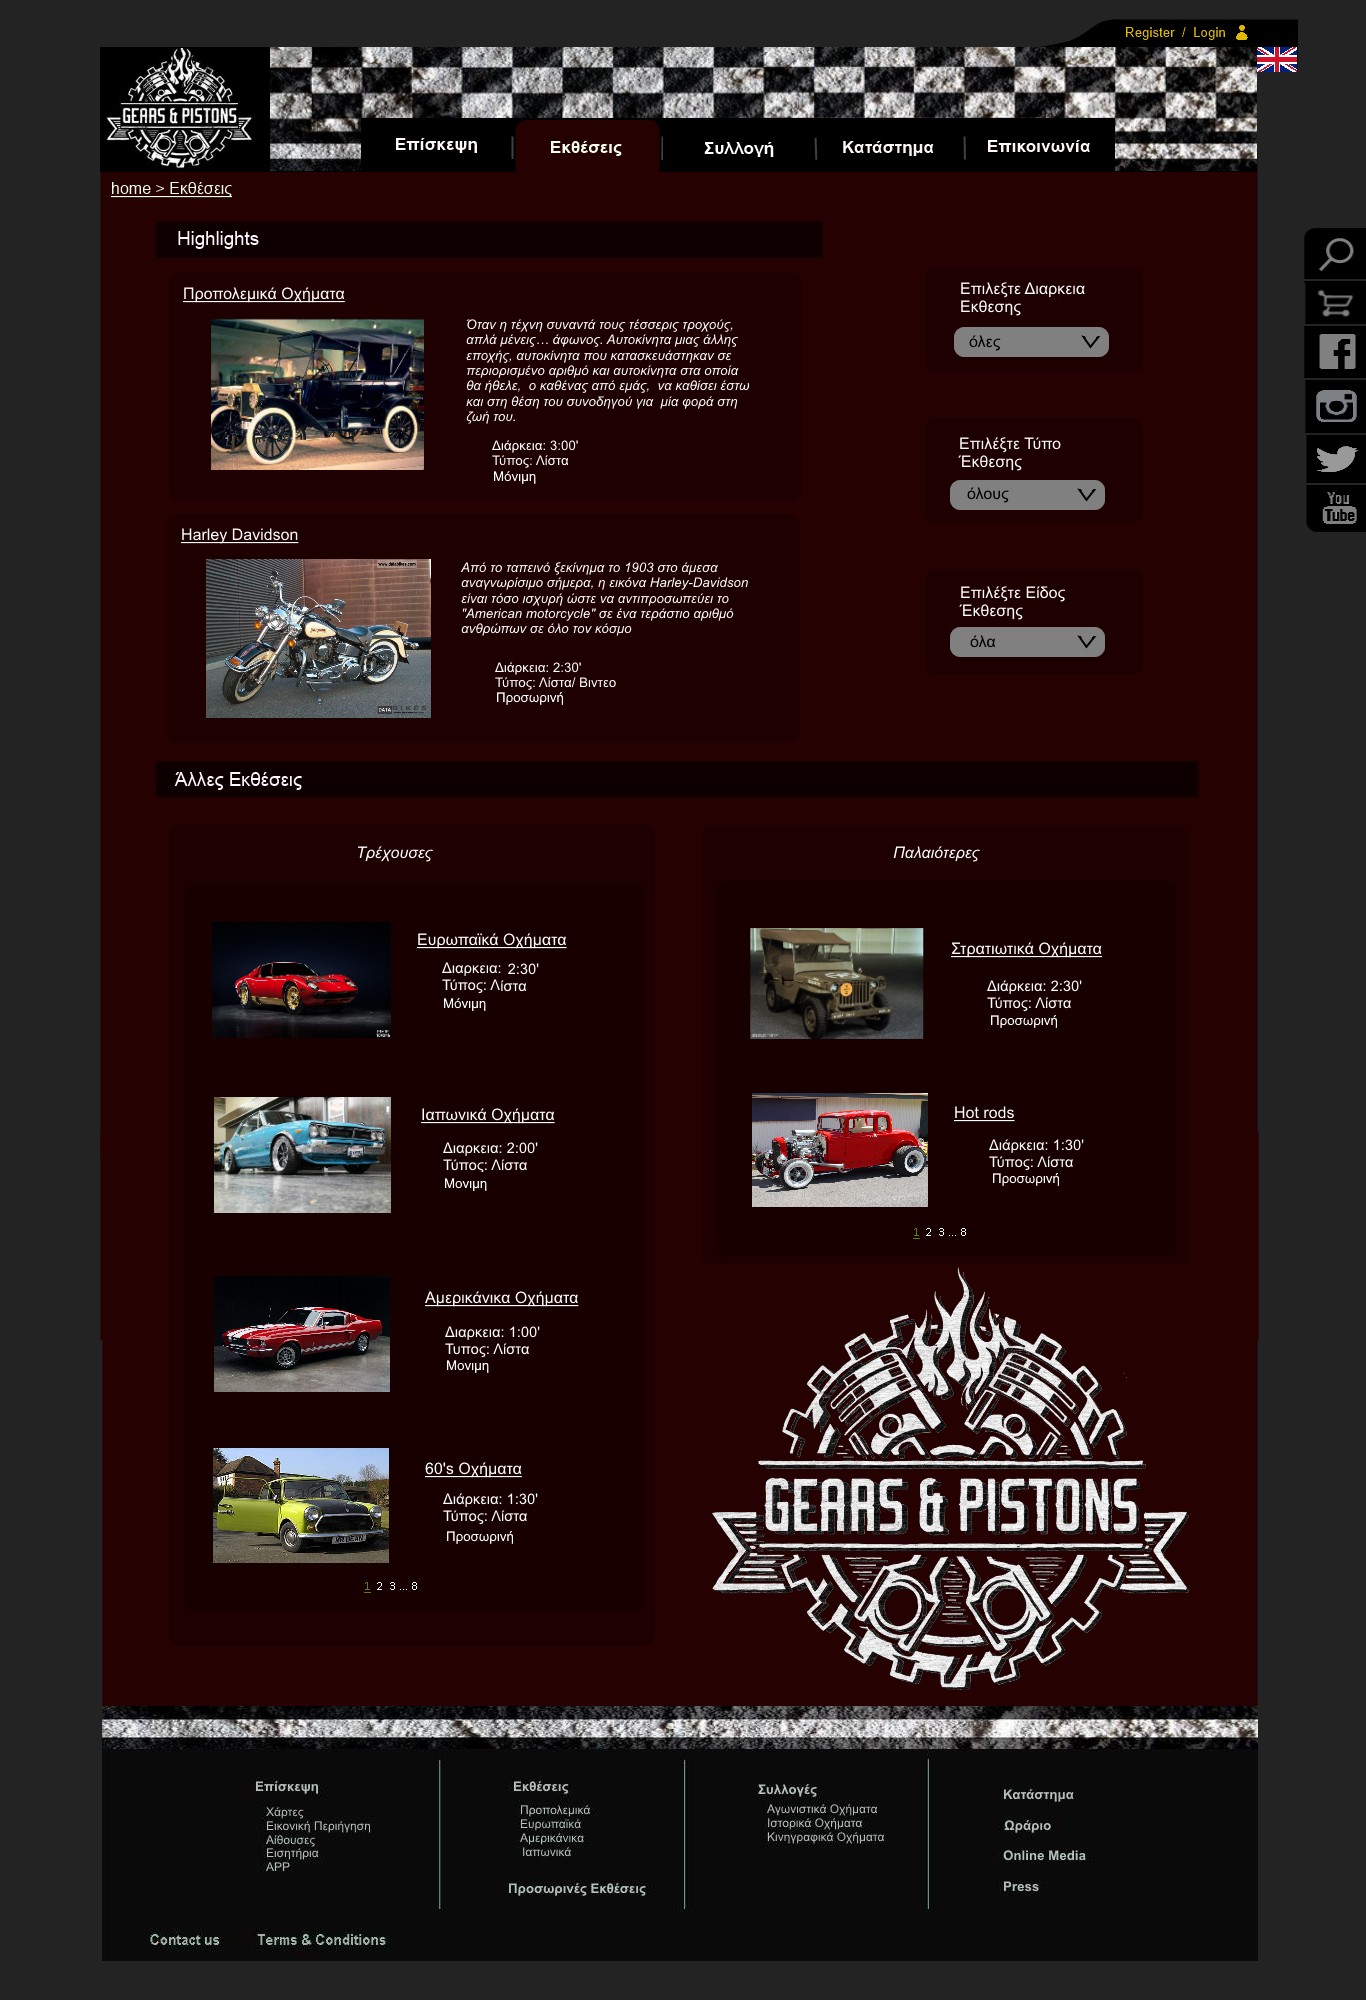 Register / Login
GEARS & PISTONS
Επίσκεψη
Εκθέσεις
Συλλογή
Κατάστημα
Επικοινωνία
home > Εκθέσεις
Highlights
Προπολεμικά Οχήματα
Όταν η τέχνη συναντά τους τέσσερις τροχούς,
απλά μένεις… άφωνος. Αυτοκίνητα μιας άλλης
εποχής, αυτοκίνητα που κατασκευάστηκαν σε
περιορισμένο αριθμό και αυτοκίνητα στα οποία
θα ήθελε, ο καθένας από εμάς, να καθίσει έστω
και στη θέση του συνοδηγού για μία φορά στη
ζωή του.
Διάρκεια: 3:00'
Τύπος: Λίστα
Μόνιμη
Επιλεξτε Διαρκεια
Εκθεσης
όλες
Επιλέξτε Τύπο
Έκθεσης
όλους
Επιλέξτε Είδος
Έκθεσης
όλα
You
Tube
Harley Davidson
www.databikes.com
DATA BIKES
Από το ταπεινό ξεκίνημα το 1903 στο άμεσα
αναγνωρίσιμο σήμερα, η εικόνα Harley-Davidson
είναι τόσο ισχυρή ώστε να αντιπροσωπεύει το
"American motorcycle" σε ένα τεράστιο αριθμό
ανθρώπων σε όλο τον κόσμο
Διάρκεια: 2:30'
Τύπος: Λίστα/ Βιντεο
Προσωρινή
Άλλες Εκθέσεις
Τρέχουσες
Ευρωπαϊκά Οχήματα
Διαρκεια: 2:30'
Τύπος: Λίστα
Μόνιμη
Ιαπωνικά Οχήματα
Διαρκεια: 2:00'
Τύπος: Λίστα
Μονιμη
Αμερικάνικα Οχήματα
Διαρκεια: 1:00'
Τυπος: Λίστα
Μονιμη
60's Οχήματα
Διάρκεια: 1:30'
Τύπος: Λίστα
Προσωρινή
1 2 3 ... 8
Παλαιότερες
Στρατιωτικά Οχήματα
Διάρκεια: 2:30'
Τύπος: Λίστα
Προσωρινή
Hot rods
Διάρκεια: 1:30'
Τύπος: Λίστα
Προσωρινή
1 2 3 ... 8
GEARS & PISTONS
Επίσκεψη
Χάρτες
Εικονική Περιήγηση
Αίθουσες
Εισητήρια
APP
Εκθέσεις
Προπολεμικά
Ευρωπαϊκά
Αμερικάνικα
Ιαπωνικά
Προσωρινές Εκθέσεις
Συλλογές
Αγωνιστικά Οχήματα
Ιστορικά Οχήματα
Κινηγραφικά Οχήματα
Κατάστημα
Ωράριο
Online Media
Press
Contact us
Terms & Conditions